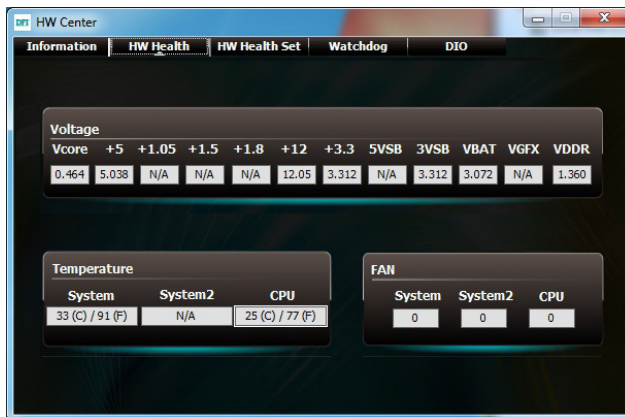 DFI HW Center
Information HW Health HW Health Set Watchdog DIO
Voltage
Vcore +5 +1.05 +1.5 +1.8 +12 +3.3 5VSB 3VSB VBAT VGFX VDDR
0.464 5.038 N/A N/A N/A 12.05 3.312 N/A 3.312 3.072 N/A 1.360
Temperature
System System2 CPU
33 (C) / 91 (F) N/A 25 (C) / 77 (F)
FAN
System System2 CPU
0 0 0